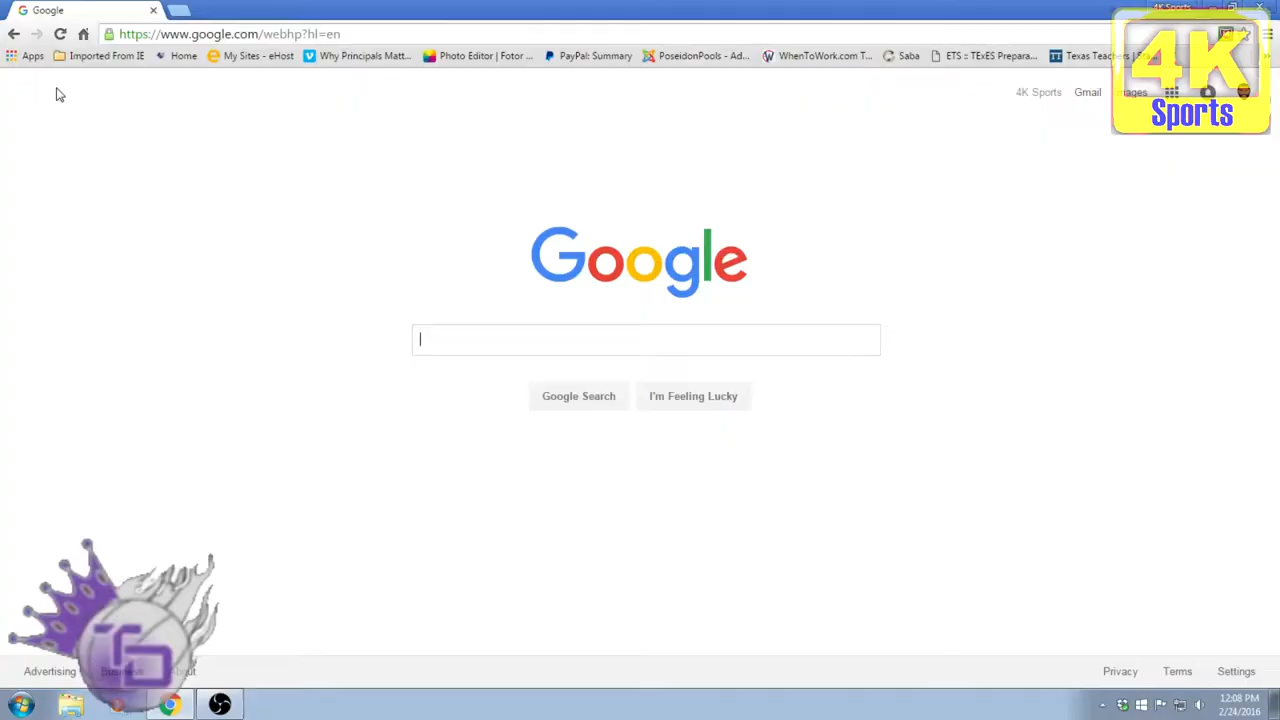 Google
4K Sports
https://www.google.com/webhp?hl=en
Apps
Imported From IE
Home
My Sites - eHost
Why Principals Matt...
Photo Editor | Fotor ...
PayPal: Summary
PoseidonPools - Ad...
WhenToWork.com T...
Saba
ETS :: TExES Prepara...
Texas Teachers | Sta...
4K
Sports
4K Sports
Gmail
Images
Google
Google Search
I'm Feeling Lucky
Advertising
Business
About
Privacy
Terms
Settings
12:08 PM
2/24/2016